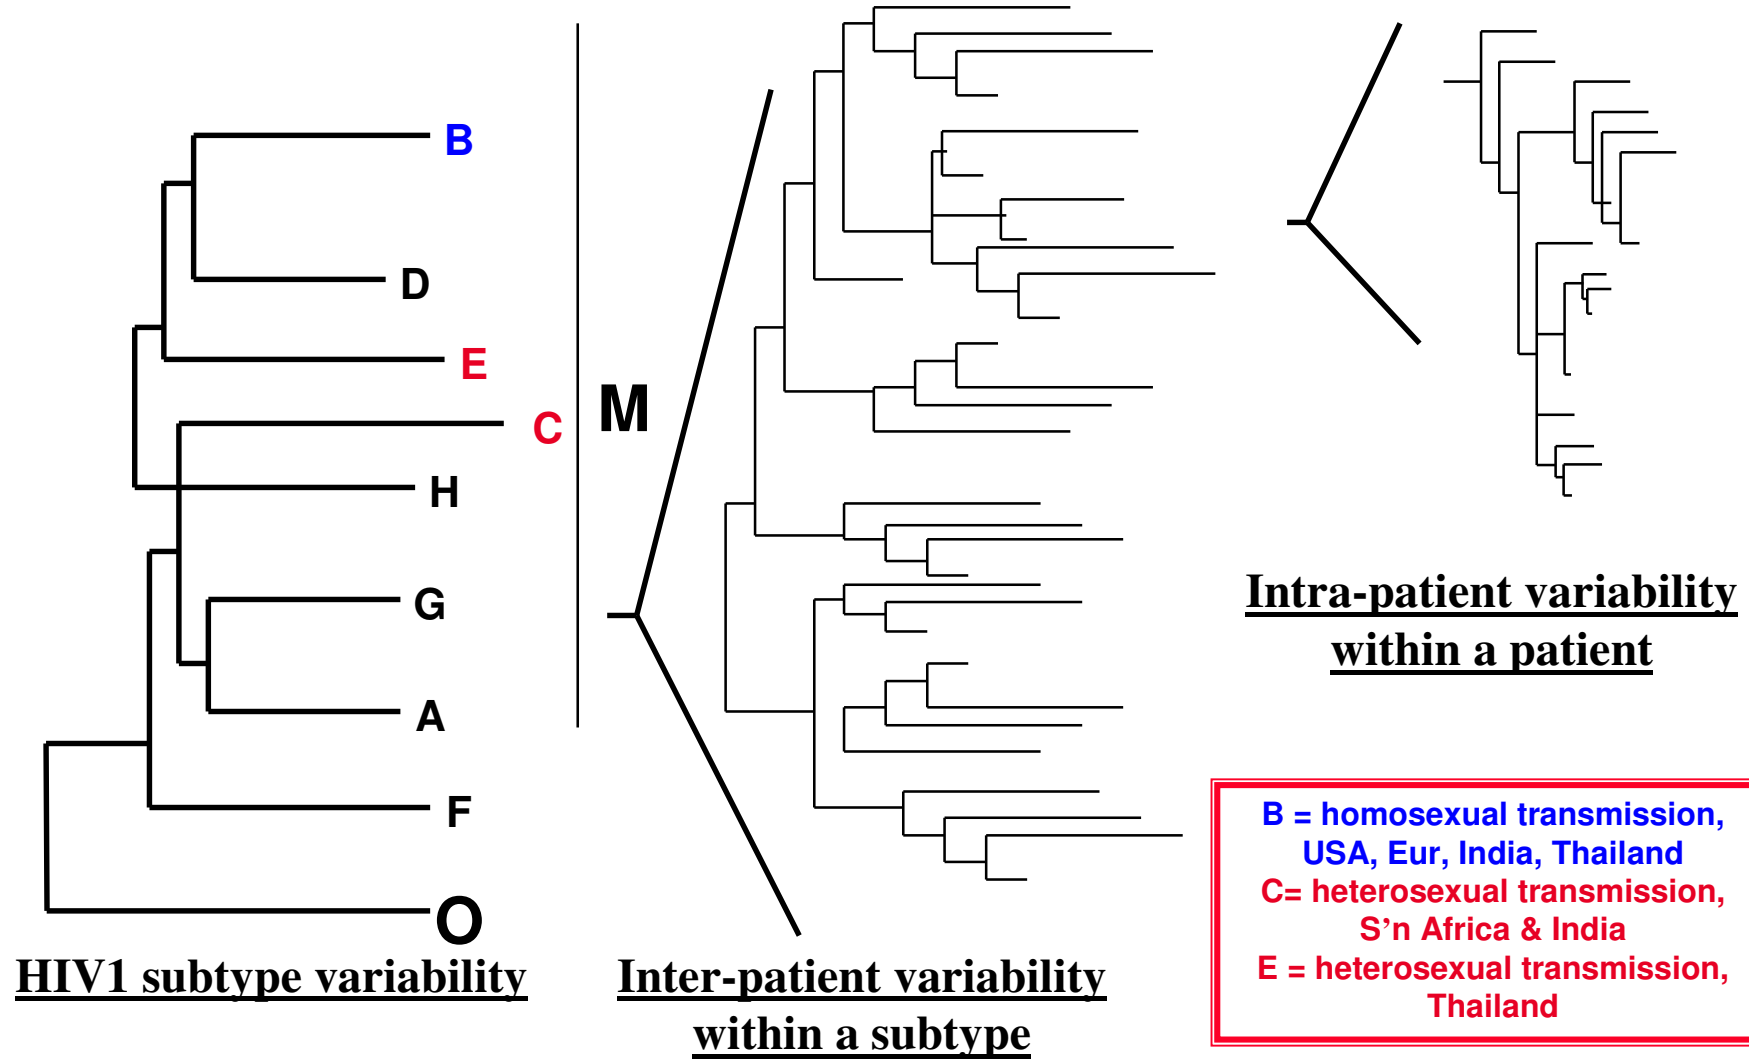 B
D
E
C
M
H
G
A
F
O
HIV1 subtype variability
Inter-patient variability
within a subtype
Intra-patient variability
within a patient
B = homosexual transmission,
USA, Eur, India, Thailand
C= heterosexual transmission,
S’n Africa & India
E = heterosexual transmission,
Thailand